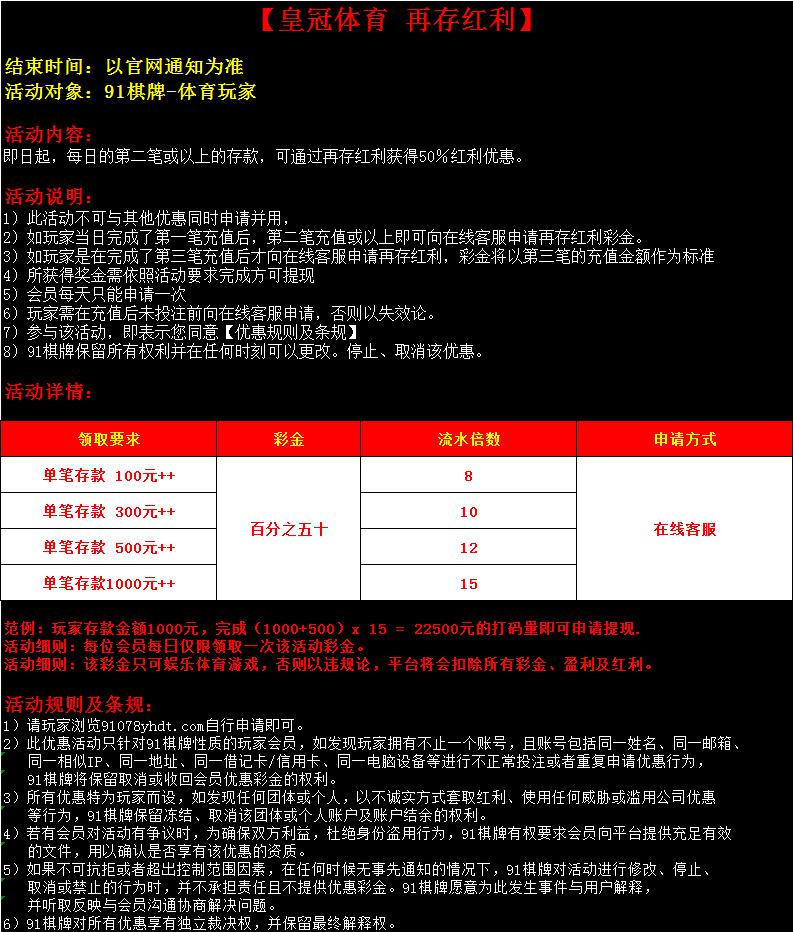 【皇冠体育 再存红利】
结束时间：以官网通知为准
活动对象：91棋牌-体育玩家
活动内容：
即日起，每日的第二笔或以上的存款，可通过再存红利获得50%红利优惠。
活动说明：
1）此活动不可与其他优惠同时申请并用，
2）如玩家当日完成了第一笔充值后，第二笔充值或以上即可向在线客服申请再存红利彩金。
3）如玩家是在完成了第三笔充值后才向在线客服申请再存红利，彩金将以第三笔的充值金额作为标准
4）所获得奖金需依照活动要求完成方可提现
5）会员每天只能申请一次
6）玩家需在充值后未投注前向在线客服申请，否则以失效论。
7）参与该活动，即表示您同意【优惠规则及条规】
8）91棋牌保留所有权利并在任何时刻可以更改。停止、取消该优惠。
活动详情：
领取要求 彩金 流水倍数 申请方式
单笔存款 100元++ 8
单笔存款 300元++ 10
百分之五十 在线客服
单笔存款 500元++ 12
单笔存款1000元++ 15
范例：玩家存款金额1000元，完成（1000+500）x 15 = 22500元的打码量即可申请提现.
活动细则：每位会员每日仅限领取一次该活动彩金。
活动细则：该彩金只可娱乐体育游戏，否则以违规论，平台将会扣除所有彩金、盈利及红利。
活动规则及条规：
1）请玩家浏览91078yhdt.com自行申请即可。
2）此优惠活动只针对91棋牌性质的玩家会员，如发现玩家拥有不止一个账号，且账号包括同一姓名、同一邮箱、
同一相似IP、同一地址、同一借记卡/信用卡、同一电脑设备等进行不正常投注或者重复申请优惠行为，
91棋牌将保留取消或收回会员优惠彩金的权利。
3）所有优惠特为玩家而设，如发现任何团体或个人，以不诚实方式套取红利、使用任何威胁或滥用公司优惠
等行为，91棋牌保留冻结、取消该团体或个人账户及账户结余的权利。
4）若有会员对活动有争议时，为确保双方利益，杜绝身份盗用行为，91棋牌有权要求会员向平台提供充足有效
的文件，用以确认是否享有该优惠的资质。
5）如果不可抗拒或者超出控制范围因素，在任何时候无事先通知的情况下，91棋牌对活动进行修改、停止、
取消或禁止的行为时，并不承担责任且不提供优惠彩金。91棋牌愿意为此发生事件与用户解释，
并听取反映与会员沟通协商解决问题。
6）91棋牌对所有优惠享有独立裁决权，并保留最终解释权。